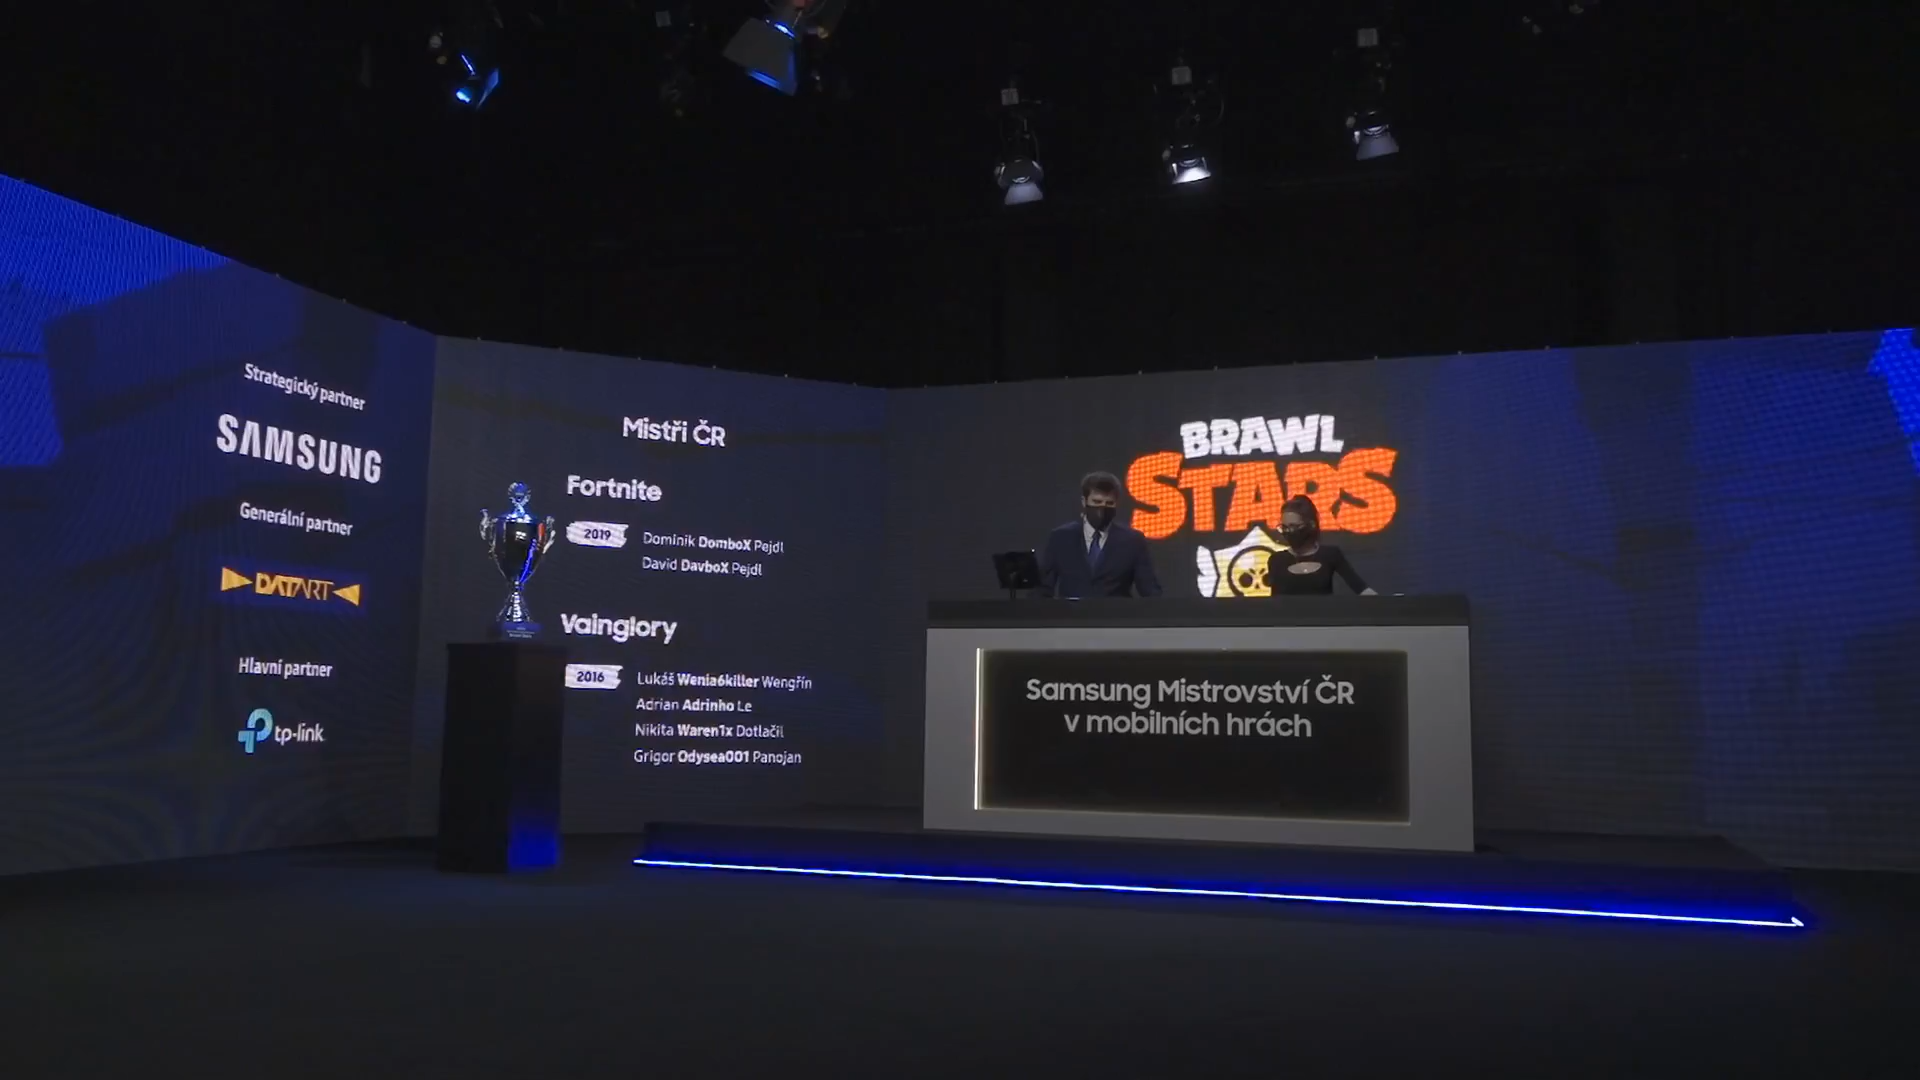 Strategický partner
SAMSUNG
Generální partner
DATART
Hlavní partner
tp-link
Mistři ČR
Fortnite
2019
Dominik DomboX Pejdl
David DavboX Pejdl
Vainglory
2016
Lukáš Wenia6killer Wengřín
Adrian Adrinho Le
Nikita Waren1x Dotlačil
Grigor Odysea001 Panojan
BRAWL
STARS
Samsung Mistrovství ČR
v mobilních hrách